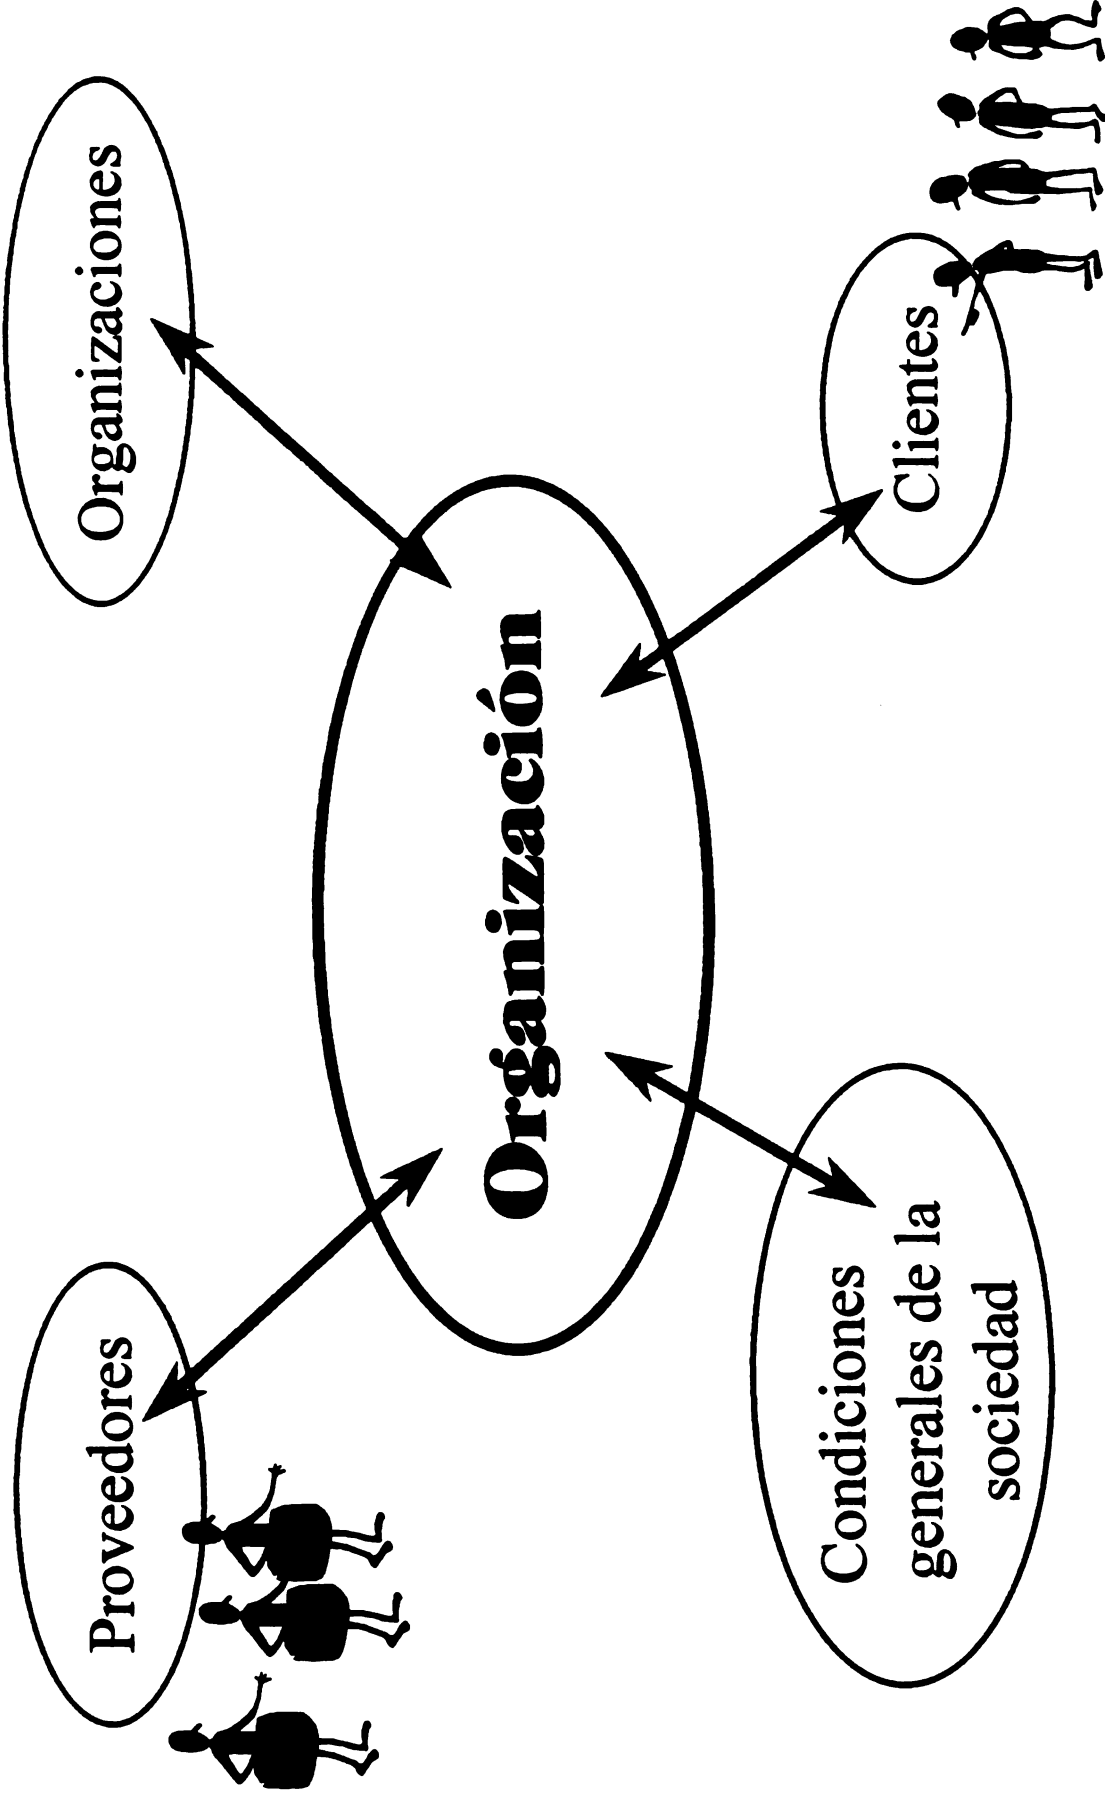 Proveedores
Organizaciones
Organización
Condiciones
generales de la
sociedad
Clientes